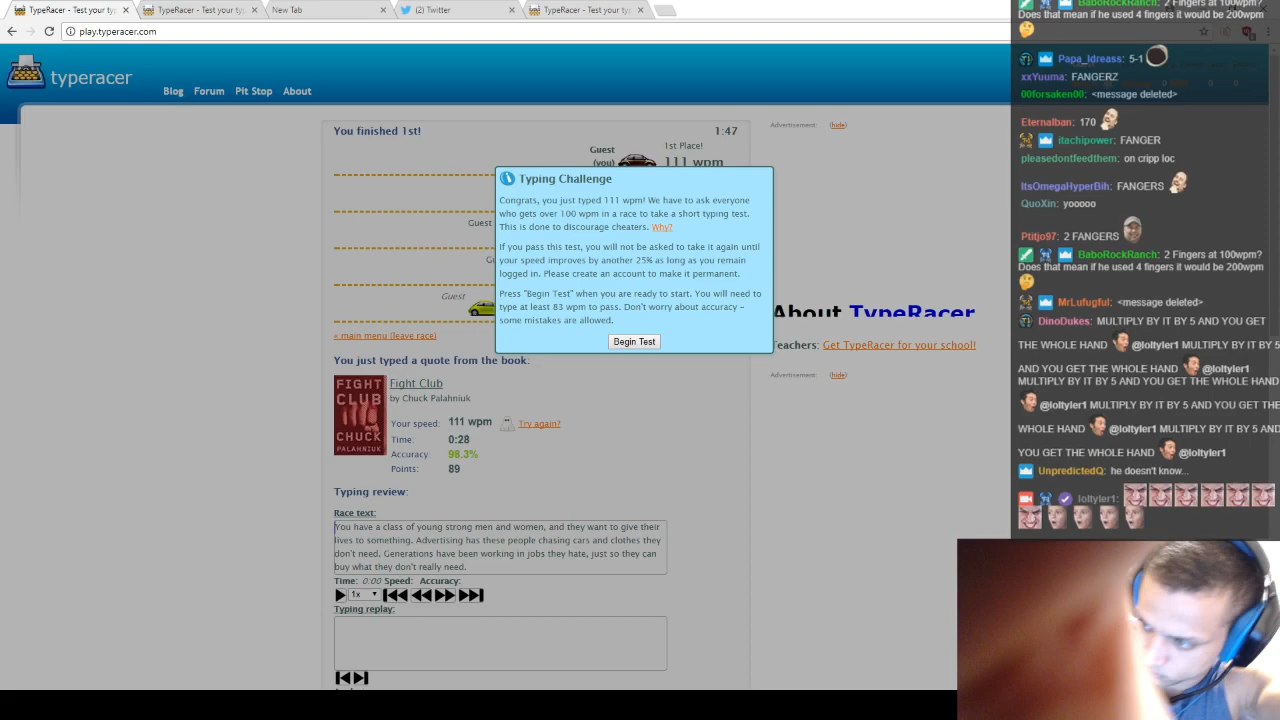 TypeRacer - Test your typ
TypeRacer - Test your typ
New Tab
(2) Twitter
TypeRacer - Test your typ
play.typeracer.com
typeracer
Blog
Forum
Pit Stop
About
You finished 1st!
1:47
Guest
(you)
1st Place!
111 wpm
Guest
Guest
« main menu (leave race)
Typing Challenge
Congrats, you just typed 111 wpm! We have to ask everyone
who gets over 100 wpm in a race to take a short typing test.
This is done to discourage cheaters. Why?
If you pass this test, you will not be asked to take it again until
your speed improves by another 25% as long as you remain
logged in. Please create an account to make it permanent.
Press "Begin Test" when you are ready to start. You will need to
type at least 83 wpm to pass. Don't worry about accuracy -
some mistakes are allowed.
Begin Test
You just typed a quote from the book:
FIGHT
CLUB
CHUCK
PALAHNIUK
Fight Club
by Chuck Palahniuk
Your speed: 111 wpm Try again?
Time: 0:28
Accuracy: 98.3%
Points: 89
Typing review:
Race text:
You have a class of young strong men and women, and they want to give their
lives to something. Advertising has these people chasing cars and clothes they
don't need. Generations have been working in jobs they hate, just so they can
buy what they don't really need.
Time: 0:00 Speed: Accuracy:
1x
Typing replay:
Advertisement: (hide)
About TypeRacer
Teachers: Get TypeRacer for your school!
Advertisement: (hide)
BaboRockRanch: 2 Fingers at 100wpm?
Does that mean if he used 4 fingers it would be 200wpm
Papa_Idreass: 5-1
xxYuuma: FANGERZ
00forsaken00: <message deleted>
Eternalban: 170
itachipower: FANGER
pleasedontfeedthem: on cripp loc
ItsOmegaHyperBih: FANGERS
QuoXin: yooooo
Ptitjo97: 2 FANGERS
BaboRockRanch: 2 Fingers at 100wpm?
Does that mean if he used 4 fingers it would be 200wpm
MrLufugful: <message deleted>
DinoDukes: MULTIPLY BY IT BY 5 AND YOU GET
THE WHOLE HAND @loltyler1 MULTIPLY BY IT BY 5
AND YOU GET THE WHOLE HAND @loltyler1
MULTIPLY BY IT BY 5 AND YOU GET THE WHOLE HAND
@loltyler1 MULTIPLY BY IT BY 5 AND YOU GET THE
WHOLE HAND @loltyler1 MULTIPLY BY IT BY 5 AND
YOU GET THE WHOLE HAND @loltyler1
UnpredictedQ: he doesn't know...
loltyler1: